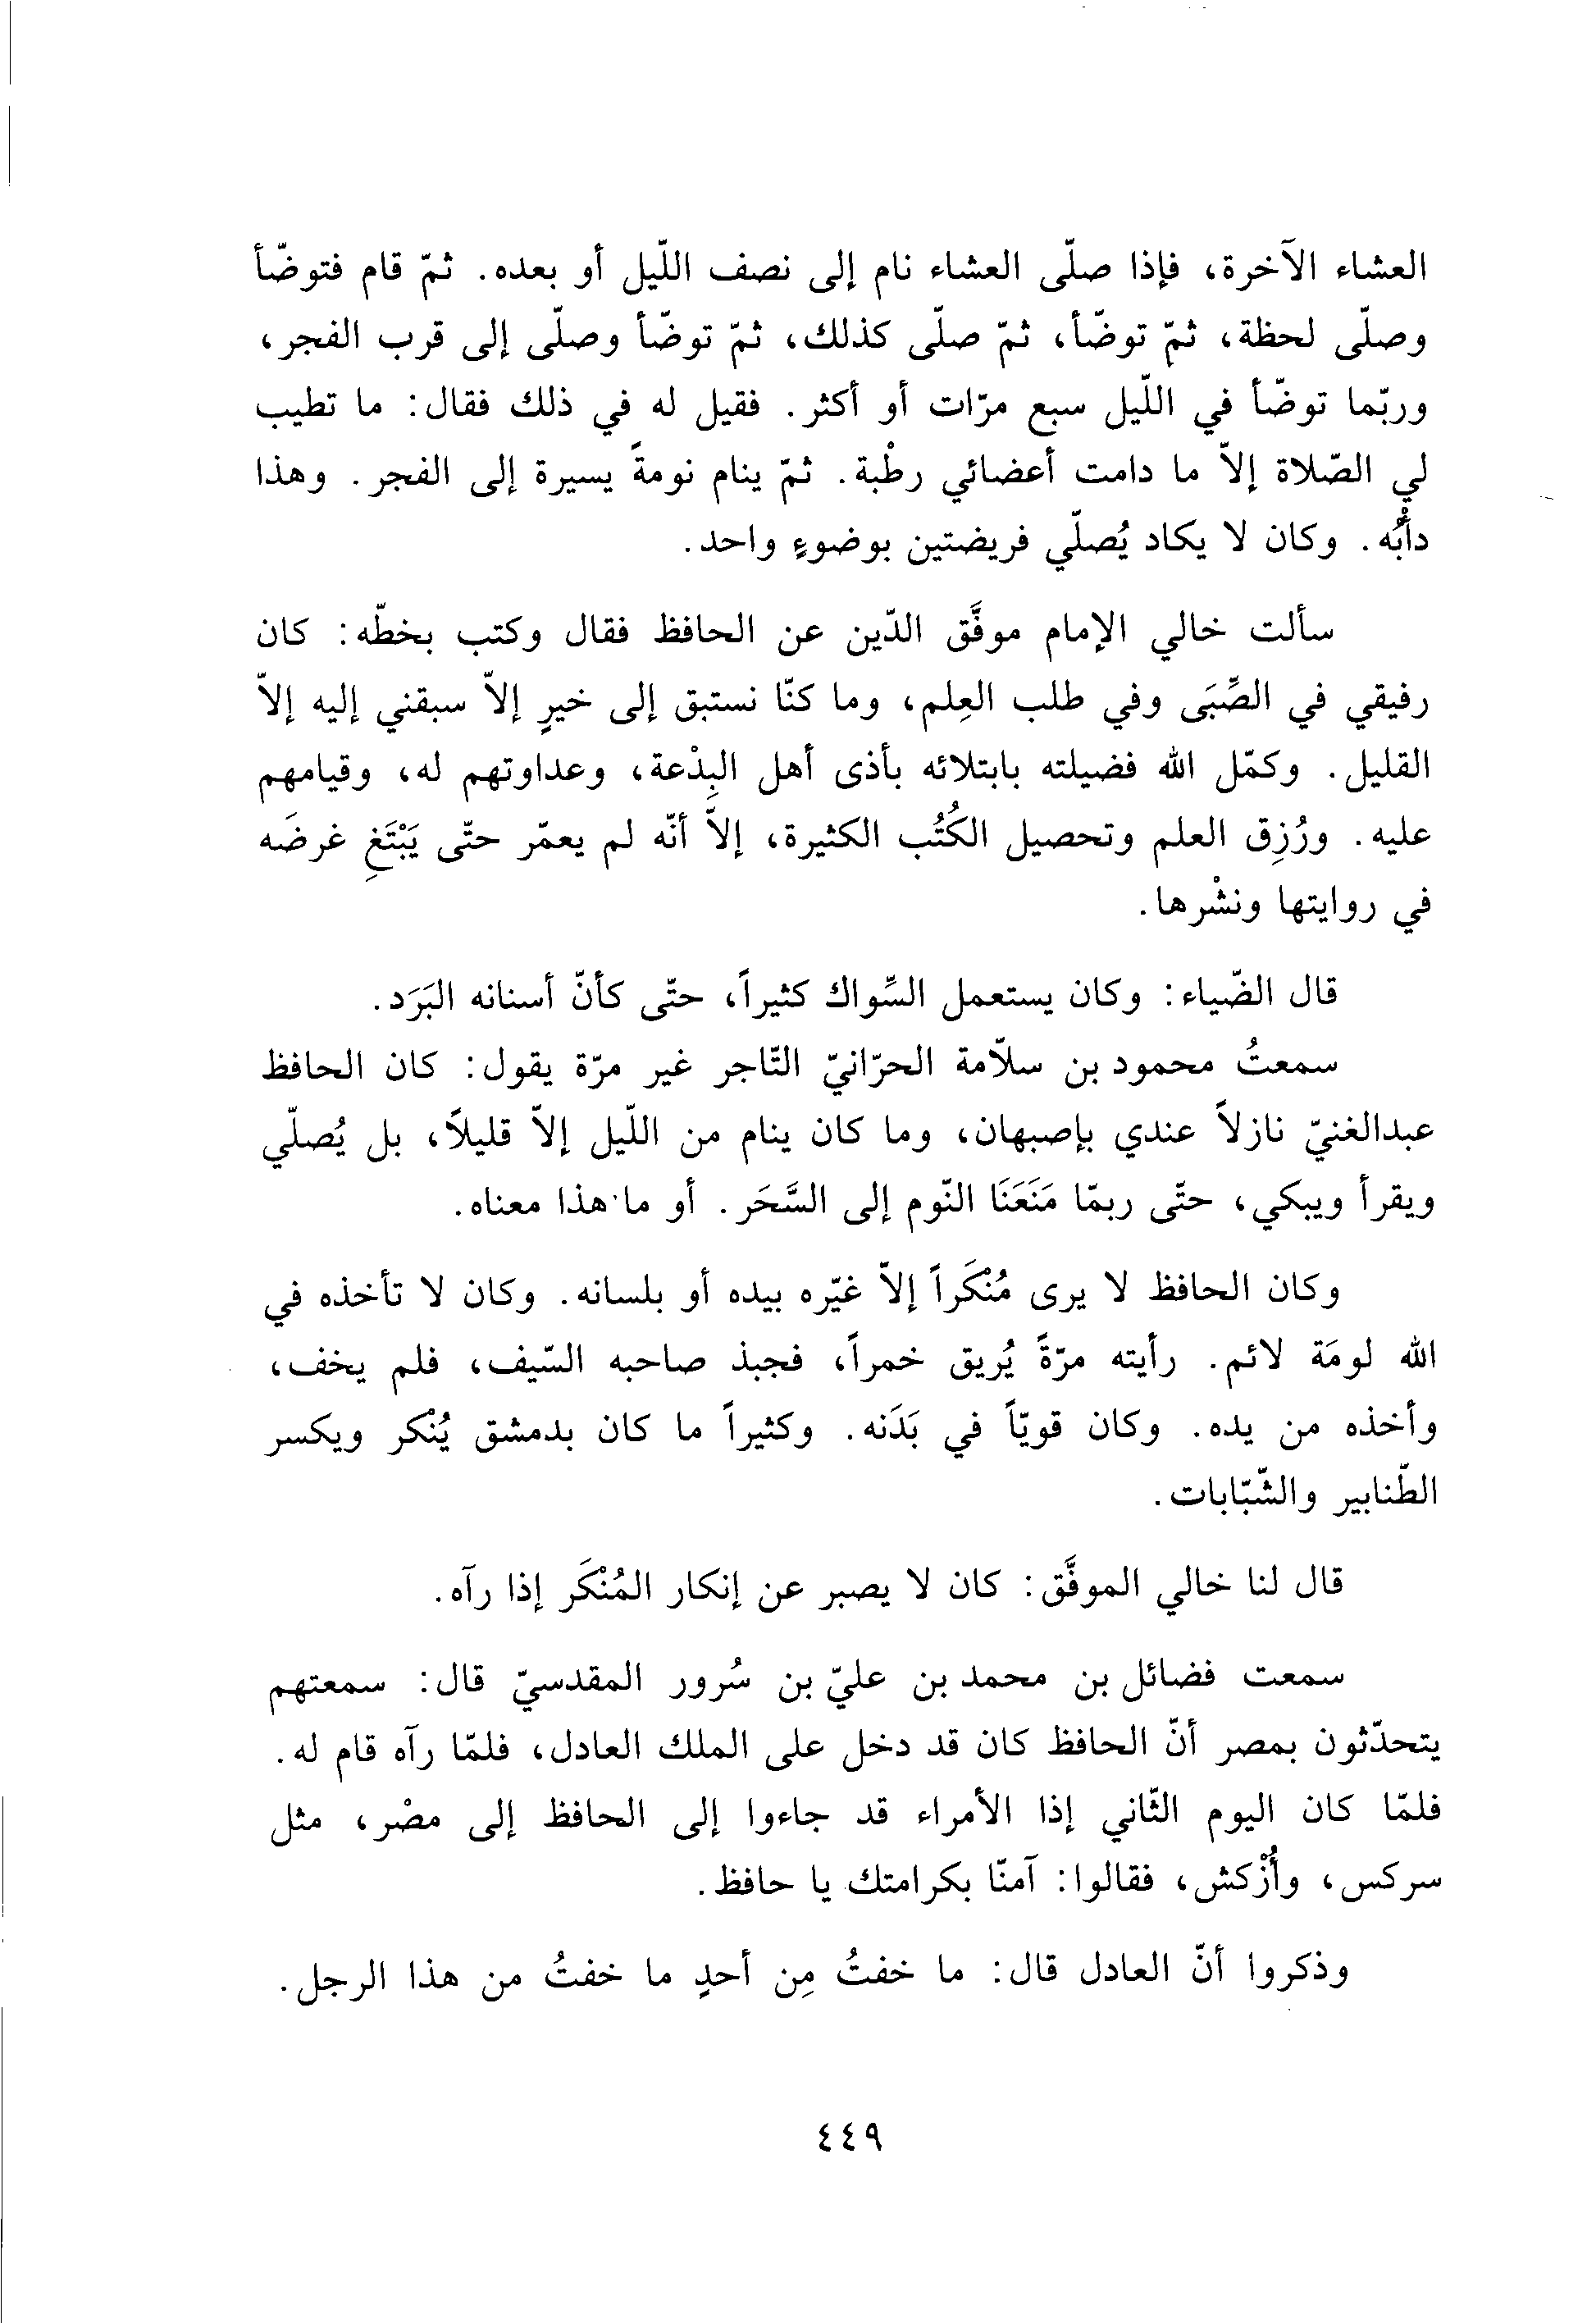 العشاء الآخرة، فإذا صلّى العشاء نام إلى نصف اللّيل أو بعده. ثمّ قام فتوضّأ
وصلّى لحظة، ثمّ توضّأ، ثمّ صلّى كذلك، ثمّ توضّأ وصلّى إلى قرب الفجر،
وربّما توضّأ في اللّيل سبع مرّات أو أكثر. فقيل له في ذلك فقال: ما تطيب
لي الصّلاة إلاّ ما دامت أعضائي رطْبة. ثمّ ينام نومةً يسيرة إلى الفجر. وهذا
دأبُه. وكان لا يكاد يُصلّي فريضتين بوضوءٍ واحد.
سألت خالي الإمام موفَّق الدّين عن الحافظ فقال وكتب بخطّه: كان
رفيقي في الصِّبَى وفي طلب العِلم، وما كنّا نستبق إلى خيرٍ إلاّ سبقني إليه إلاّ
القليل. وكمّل الله فضيلته بابتلائه بأذى أهل البِدْعة، وعداوتهم له، وقيامهم
عليه. ورُزِق العلم وتحصيل الكُتُب الكثيرة، إلاّ أنّه لم يعمّر حتّى يَبْتَغِ غرضَه
في روايتها ونشْرها.
قال الضّياء: وكان يستعمل السِّواك كثيراً، حتّى كأنّ أسنانه البَرَد.
سمعتُ محمود بن سلاّمة الحرّانيّ التّاجر غير مرّة يقول: كان الحافظ
عبدالغنيّ نازلاً عندي بإصبهان، وما كان ينام من اللّيل إلاّ قليلاً، بل يُصلّي
ويقرأ ويبكي، حتّى ربمّا مَنَعَنَا النّوم إلى السَّحَر. أو ما هذا معناه.
وكان الحافظ لا يرى مُنْكَراً إلاّ غيّره بيده أو بلسانه. وكان لا تأخذه في
الله لومَة لائم. رأيته مرّةً يُريق خمراً، فجبذ صاحبه السّيف، فلم يخف،
وأخذه من يده. وكان قويّاً في بَدَنه. وكثيراً ما كان بدمشق يُنْكر ويكسر
الطّنابير والشّبّابات.
قال لنا خالي الموفَّق: كان لا يصبر عن إنكار المُنْكَر إذا رآه.
سمعت فضائل بن محمد بن عليّ بن سُرور المقدسيّ قال: سمعتهم
يتحدّثون بمصر أنّ الحافظ كان قد دخل على الملك العادل، فلمّا رآه قام له.
فلمّا كان اليوم الثّاني إذا الأمراء قد جاءوا إلى الحافظ إلى مصْر، مثل
سركس، وأُزْكش، فقالوا: آمنّا بكرامتك يا حافظ.
وذكروا أنّ العادل قال: ما خفتُ مِن أحدٍ ما خفتُ من هذا الرجل.
٤٤٩